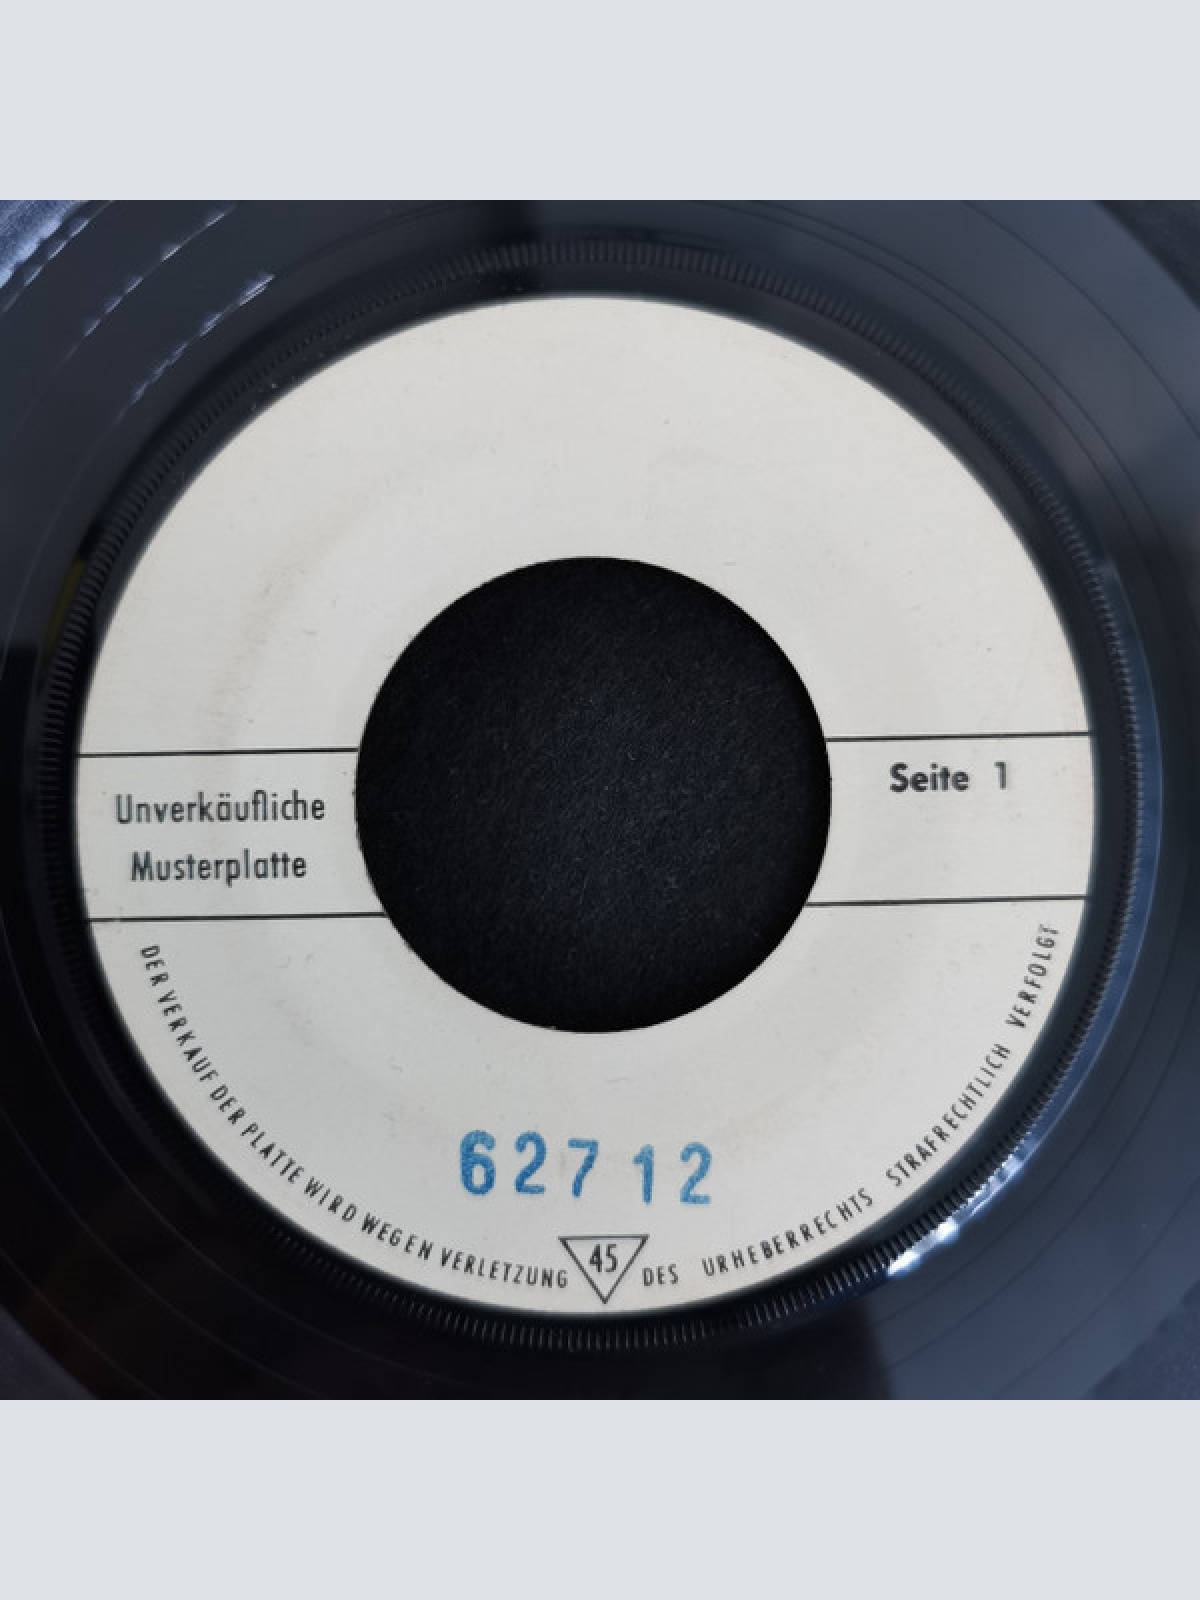 Unverkäufliche
Musterplatte
Seite 1
62712
45
DER VERKAUF DER PLATTE WIRD WEGEN VERLETZUNG DES URHEBERRECHTS STRAFRECHTLICH VERFOLGT